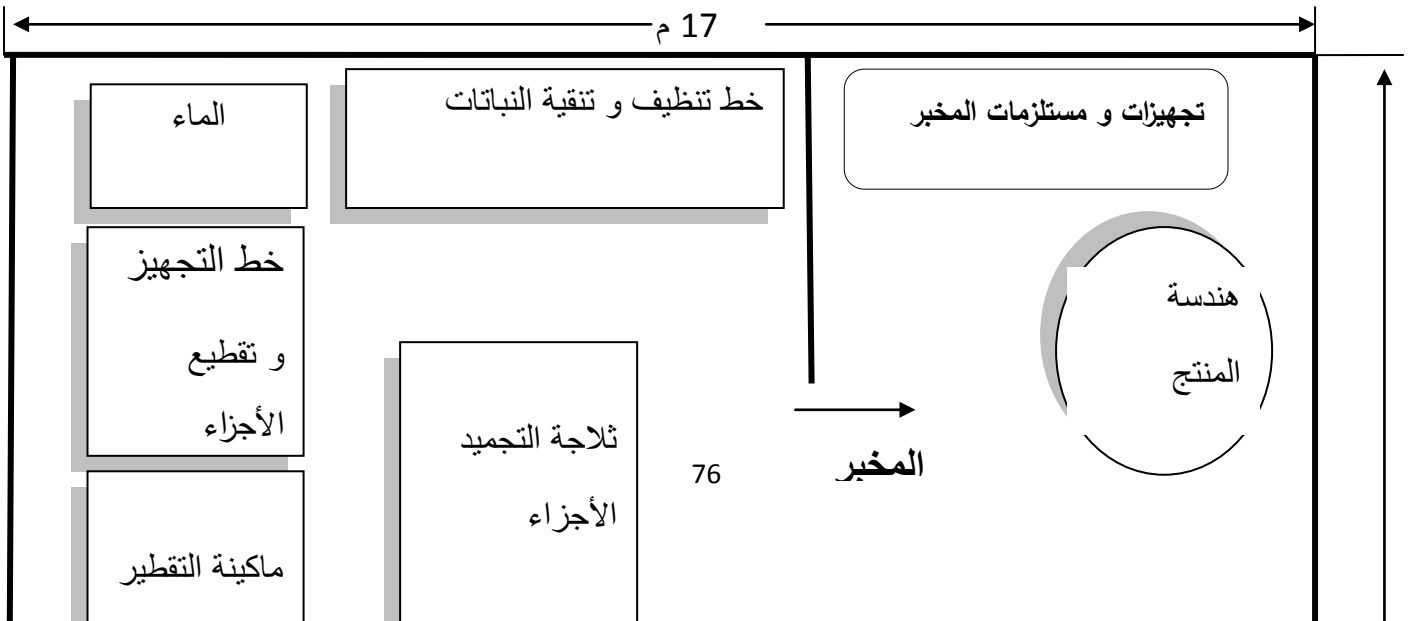 17 م
تجهيزات و مستلزمات المخبر
خط تنظيف و تنقية النباتات
الماء
هندسة
المنتج
خط التجهيز
و تقطيع
الأجزاء
ثلاجة التجميد
الأجزاء
المخبر
76
ماكينة التقطير